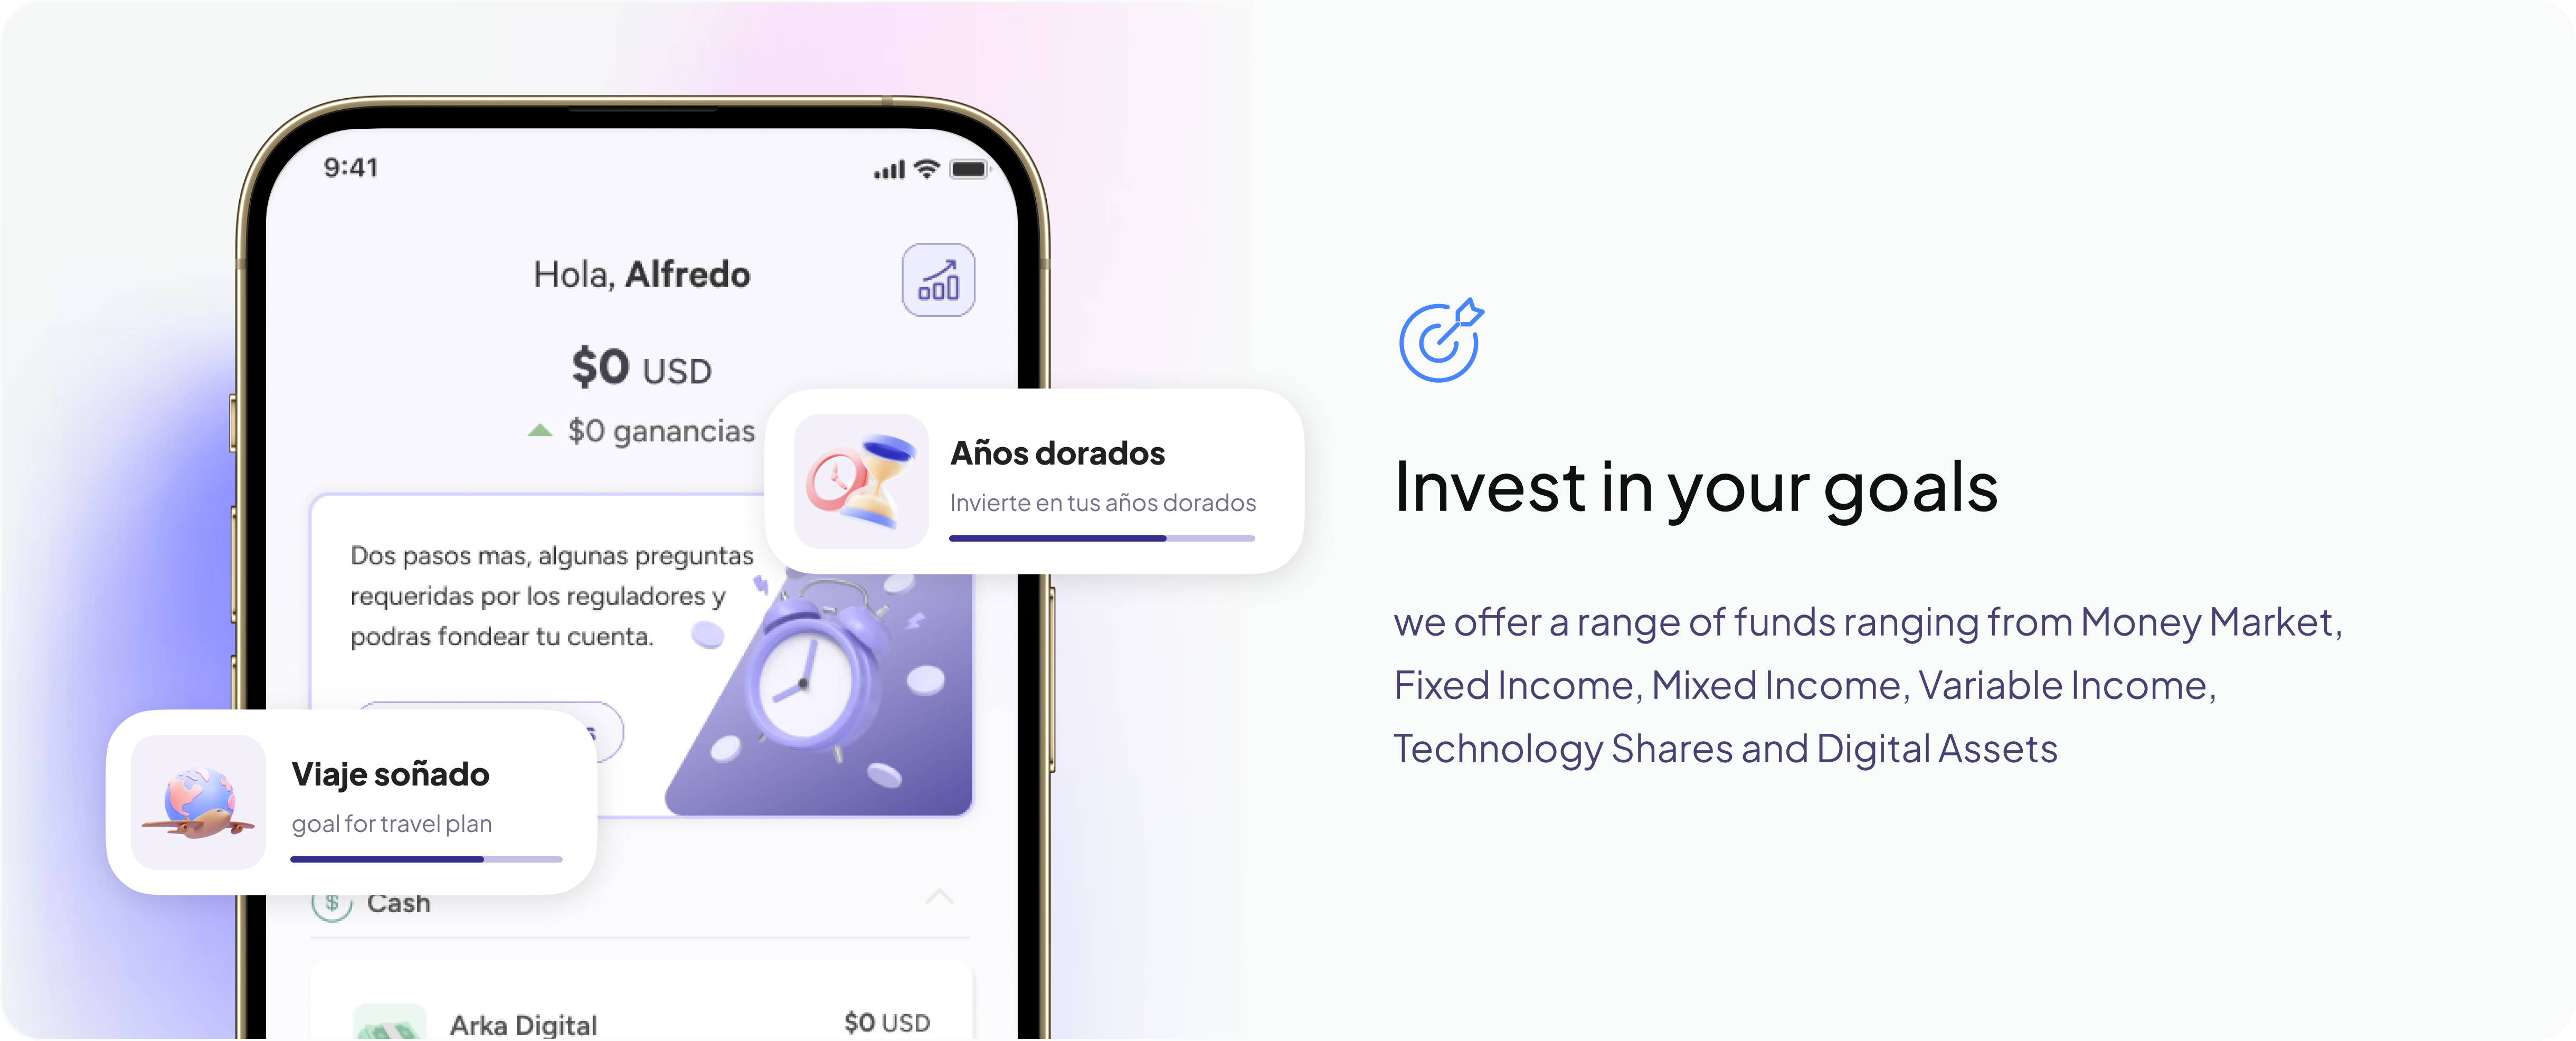 9:41
Hola, Alfredo
$0 USD
$0 ganancias
Años dorados
Invierte en tus años dorados
Dos pasos mas, algunas preguntas
requeridas por los reguladores y
podras fondear tu cuenta.
Viaje soñado
goal for travel plan
$ Cash
Arka Digital
$0 USD
Invest in your goals
we offer a range of funds ranging from Money Market,
Fixed Income, Mixed Income, Variable Income,
Technology Shares and Digital Assets